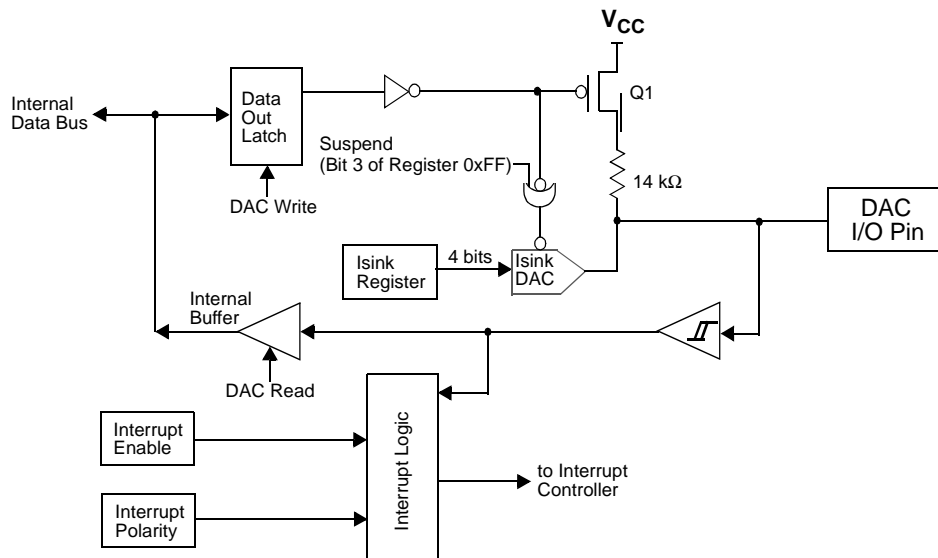 VCC
Data
Out
Latch
Internal
Data Bus
Q1
Suspend
(Bit 3 of Register 0xFF)
14 kΩ
DAC Write
DAC
I/O Pin
4 bits
Isink
Register
Isink
DAC
Internal
Buffer
DAC Read
Interrupt
Enable
Interrupt Logic
to Interrupt
Controller
Interrupt
Polarity